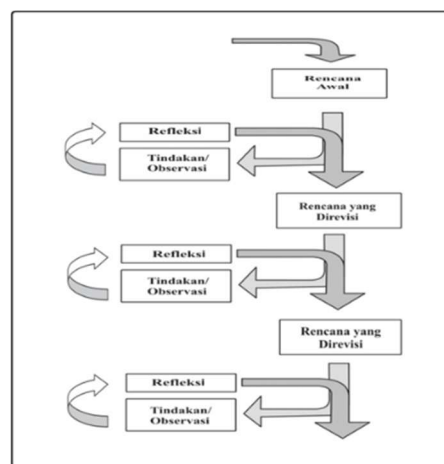 Rencana
Awal
Refleksi
Tindakan/
Observasi
Rencana yang
Direvisi
Refleksi
Tindakan/
Observasi
Rencana yang
Direvisi
Refleksi
Tindakan/
Observasi